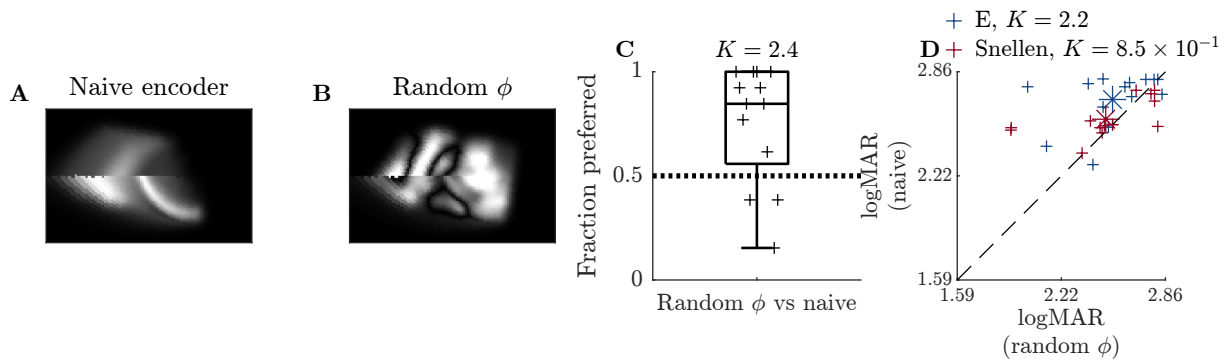 A
Naive encoder
B
Random ϕ
C
K = 2.4
Fraction preferred
1
0.5
0
Random ϕ vs naive
E, K = 2.2
D
Snellen, K = 8.5 × 10⁻¹
logMAR
(naive)
2.86
2.22
1.59
1.59
2.22
2.86
logMAR
(random ϕ)